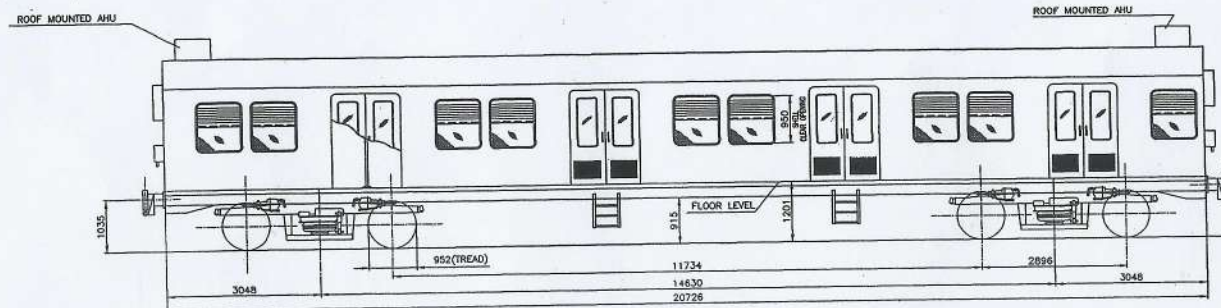 ROOF MOUNTED AHU
ROOF MOUNTED AHU
950
SHELL
CLEAR OPENING
1035
FLOOR LEVEL
915
1201
952(TREAD)
11734
2896
3048
14630
3048
20726